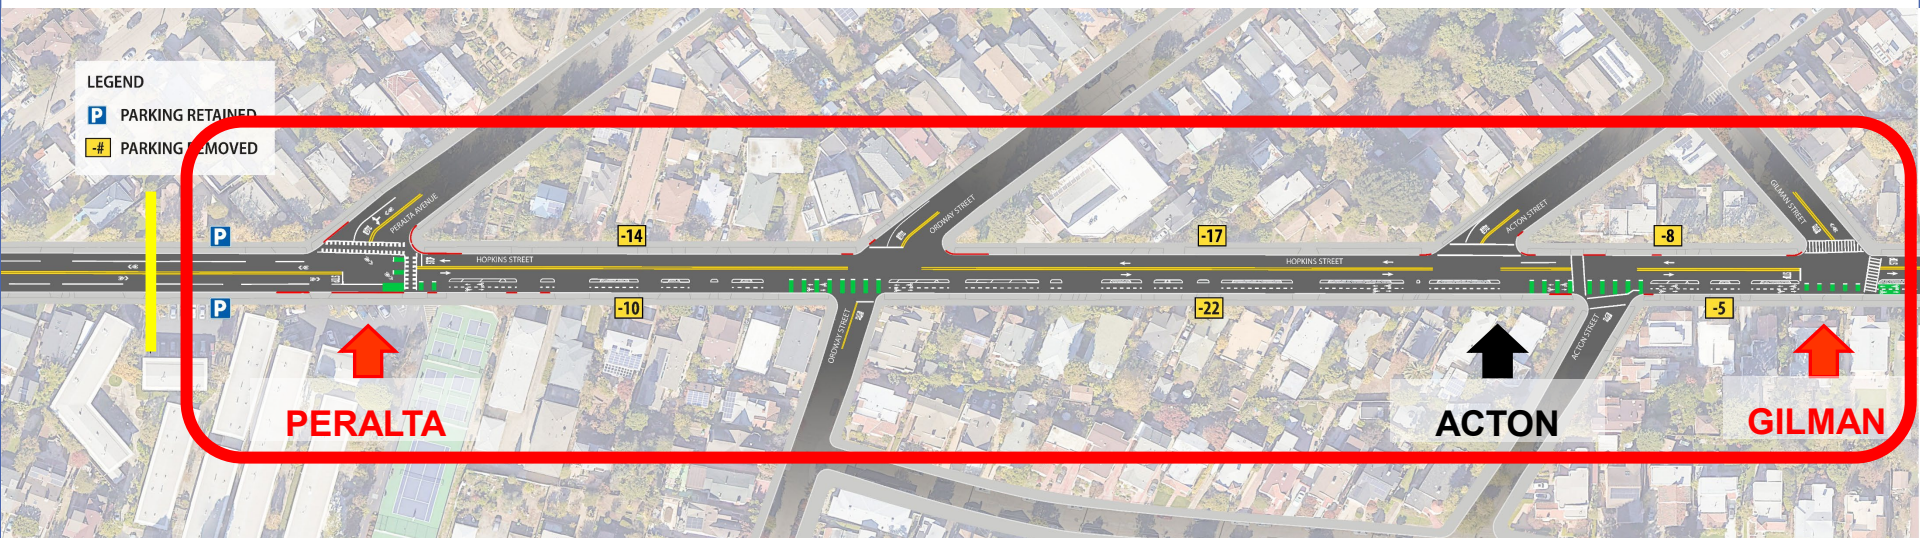 LEGEND
P PARKING RETAINED
-# PARKING REMOVED
PERALTA AVENUE
ORDWAY STREET
ACTON STREET
GILMAN STREET
P
-14
-17
-8
HOPKINS STREET
HOPKINS STREET
P
-10
-22
-5
ORDWAY STREET
ACTON STREET
PERALTA
ACTON
GILMAN